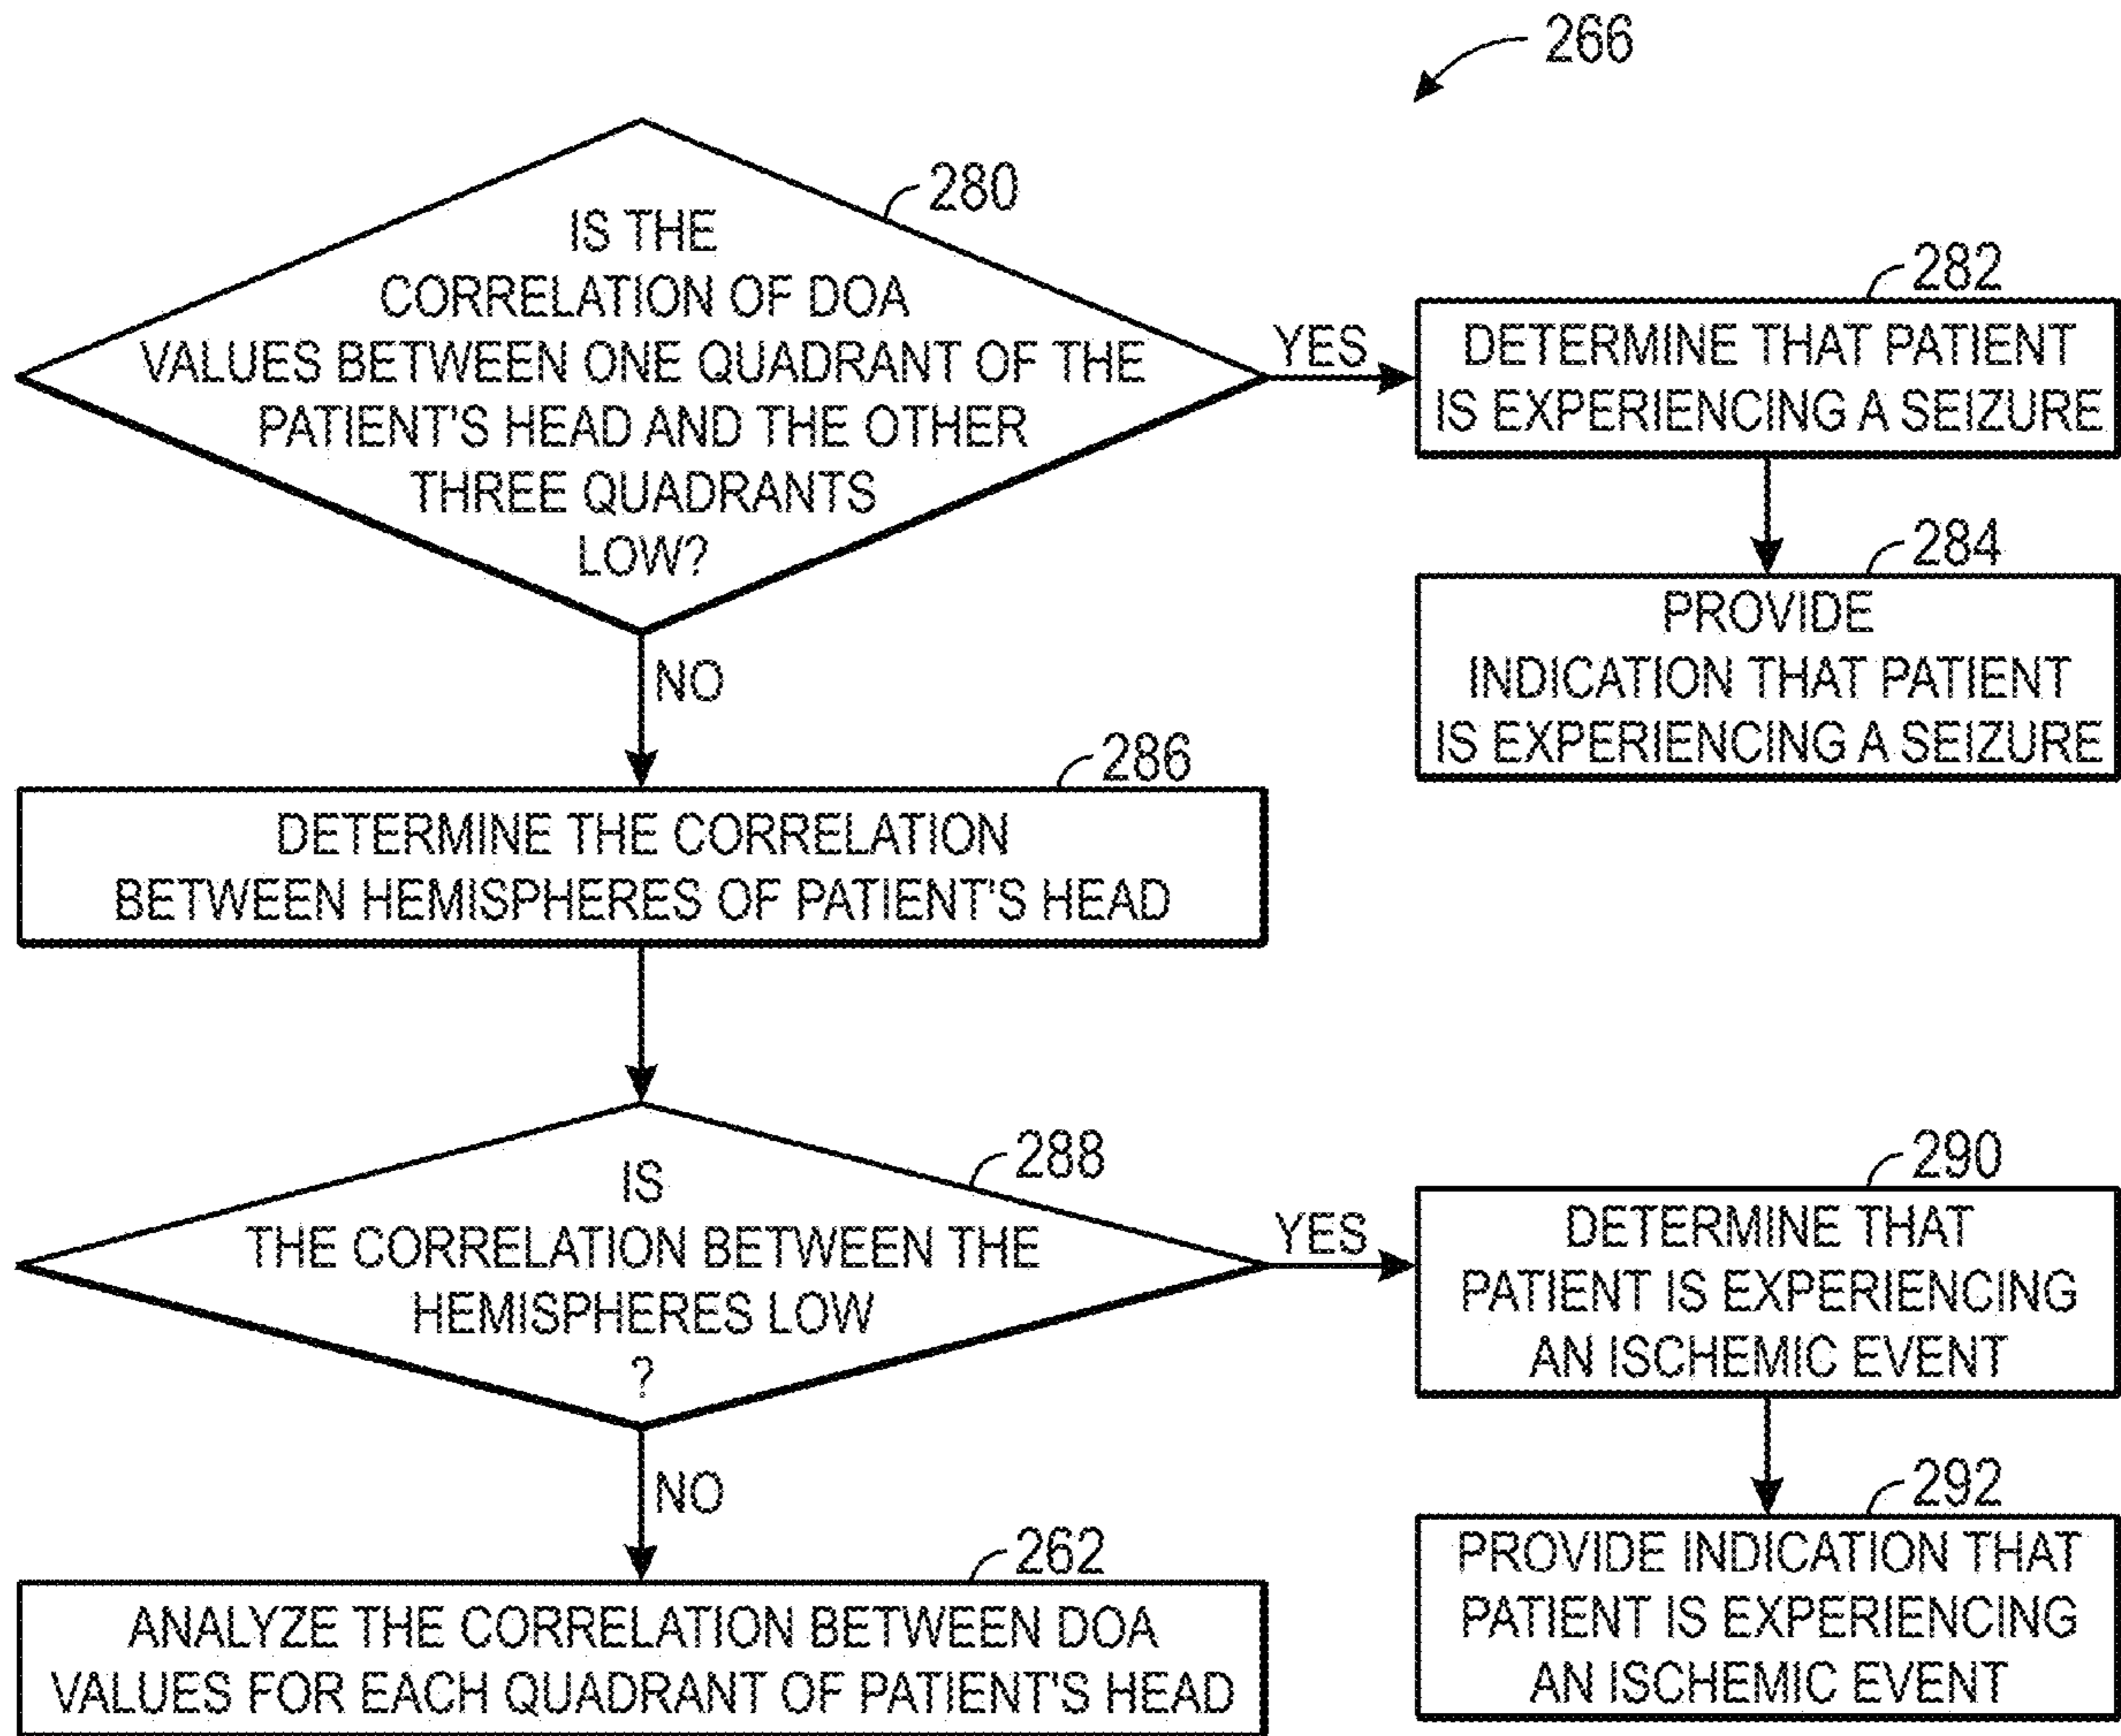 266
280
IS THE
CORRELATION OF DOA
VALUES BETWEEN ONE QUADRANT OF THE
PATIENT'S HEAD AND THE OTHER
THREE QUADRANTS
LOW?
YES
282
DETERMINE THAT PATIENT
IS EXPERIENCING A SEIZURE
284
PROVIDE
INDICATION THAT PATIENT
IS EXPERIENCING A SEIZURE
NO
286
DETERMINE THE CORRELATION
BETWEEN HEMISPHERES OF PATIENT'S HEAD
288
IS
THE CORRELATION BETWEEN THE
HEMISPHERES LOW
?
YES
290
DETERMINE THAT
PATIENT IS EXPERIENCING
AN ISCHEMIC EVENT
292
PROVIDE INDICATION THAT
PATIENT IS EXPERIENCING
AN ISCHEMIC EVENT
NO
262
ANALYZE THE CORRELATION BETWEEN DOA
VALUES FOR EACH QUADRANT OF PATIENT'S HEAD